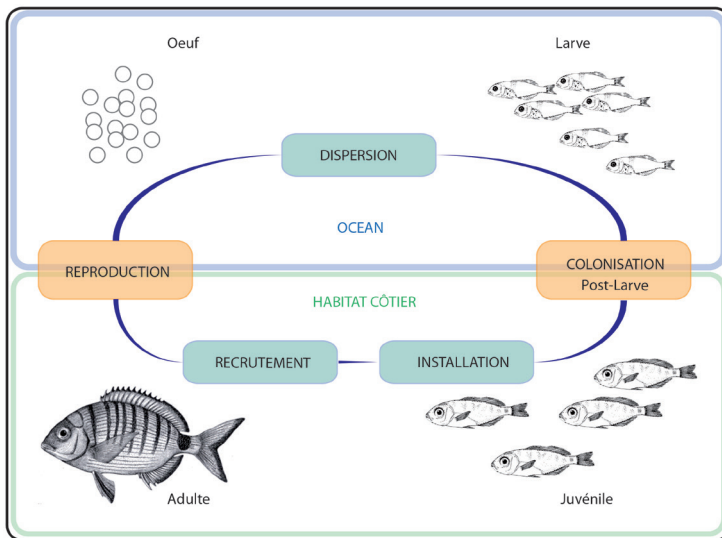 Oeuf
Larve
DISPERSION
OCEAN
REPRODUCTION
COLONISATION
Post-Larve
HABITAT CÔTIER
RECRUTEMENT
INSTALLATION
Adulte
Juvénile